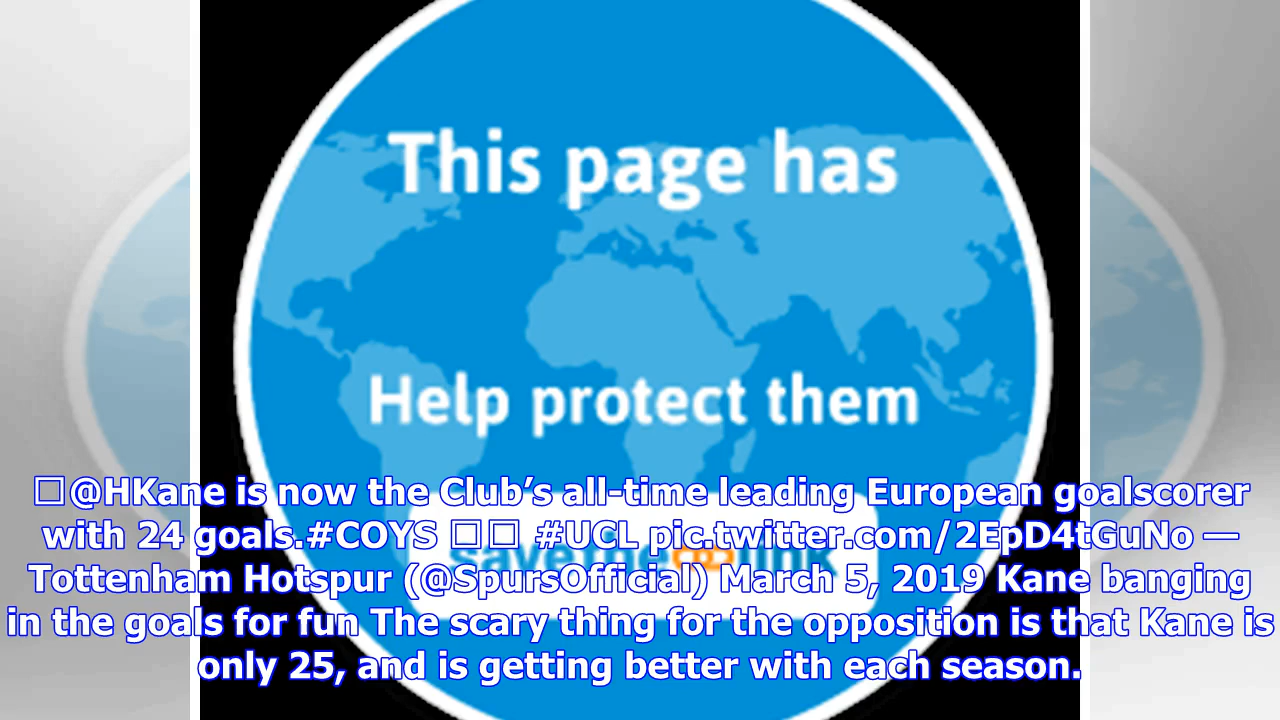 This page has
Help protect them
□@HKane is now the Club’s all-time leading European goalscorer
with 24 goals.#COYS □□ #UCL pic.twitter.com/2EpD4tGuNo —
Tottenham Hotspur (@SpursOfficial) March 5, 2019 Kane banging
in the goals for fun The scary thing for the opposition is that Kane is
only 25, and is getting better with each season.